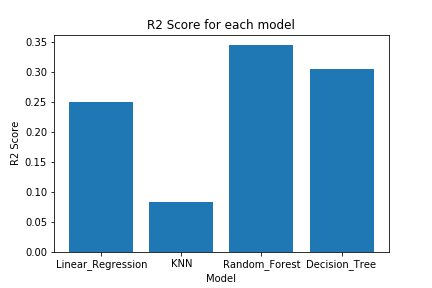 R2 Score for each model
R2 Score
0.35
0.30
0.25
0.20
0.15
0.10
0.05
0.00
Linear_Regression KNN Random_Forest Decision_Tree
Model